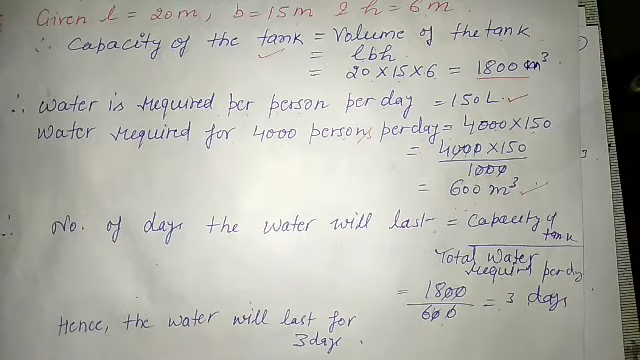 Given l = 20m, b = 15m & h = 6m.
∴ Capacity of the tank = Volume of the tank
= lbh
= 20 × 15 × 6 = 1800 m³
∴ Water is required per person per day = 150 L.
Water required for 4000 persons per day = 4000 × 150
= 4000 × 150
1000
= 600 m³
∴ No. of days the water will last = Capacity of
tank
Total Water
required per day
= 1800
600
= 3 days
Hence, the water will last for
3 days.